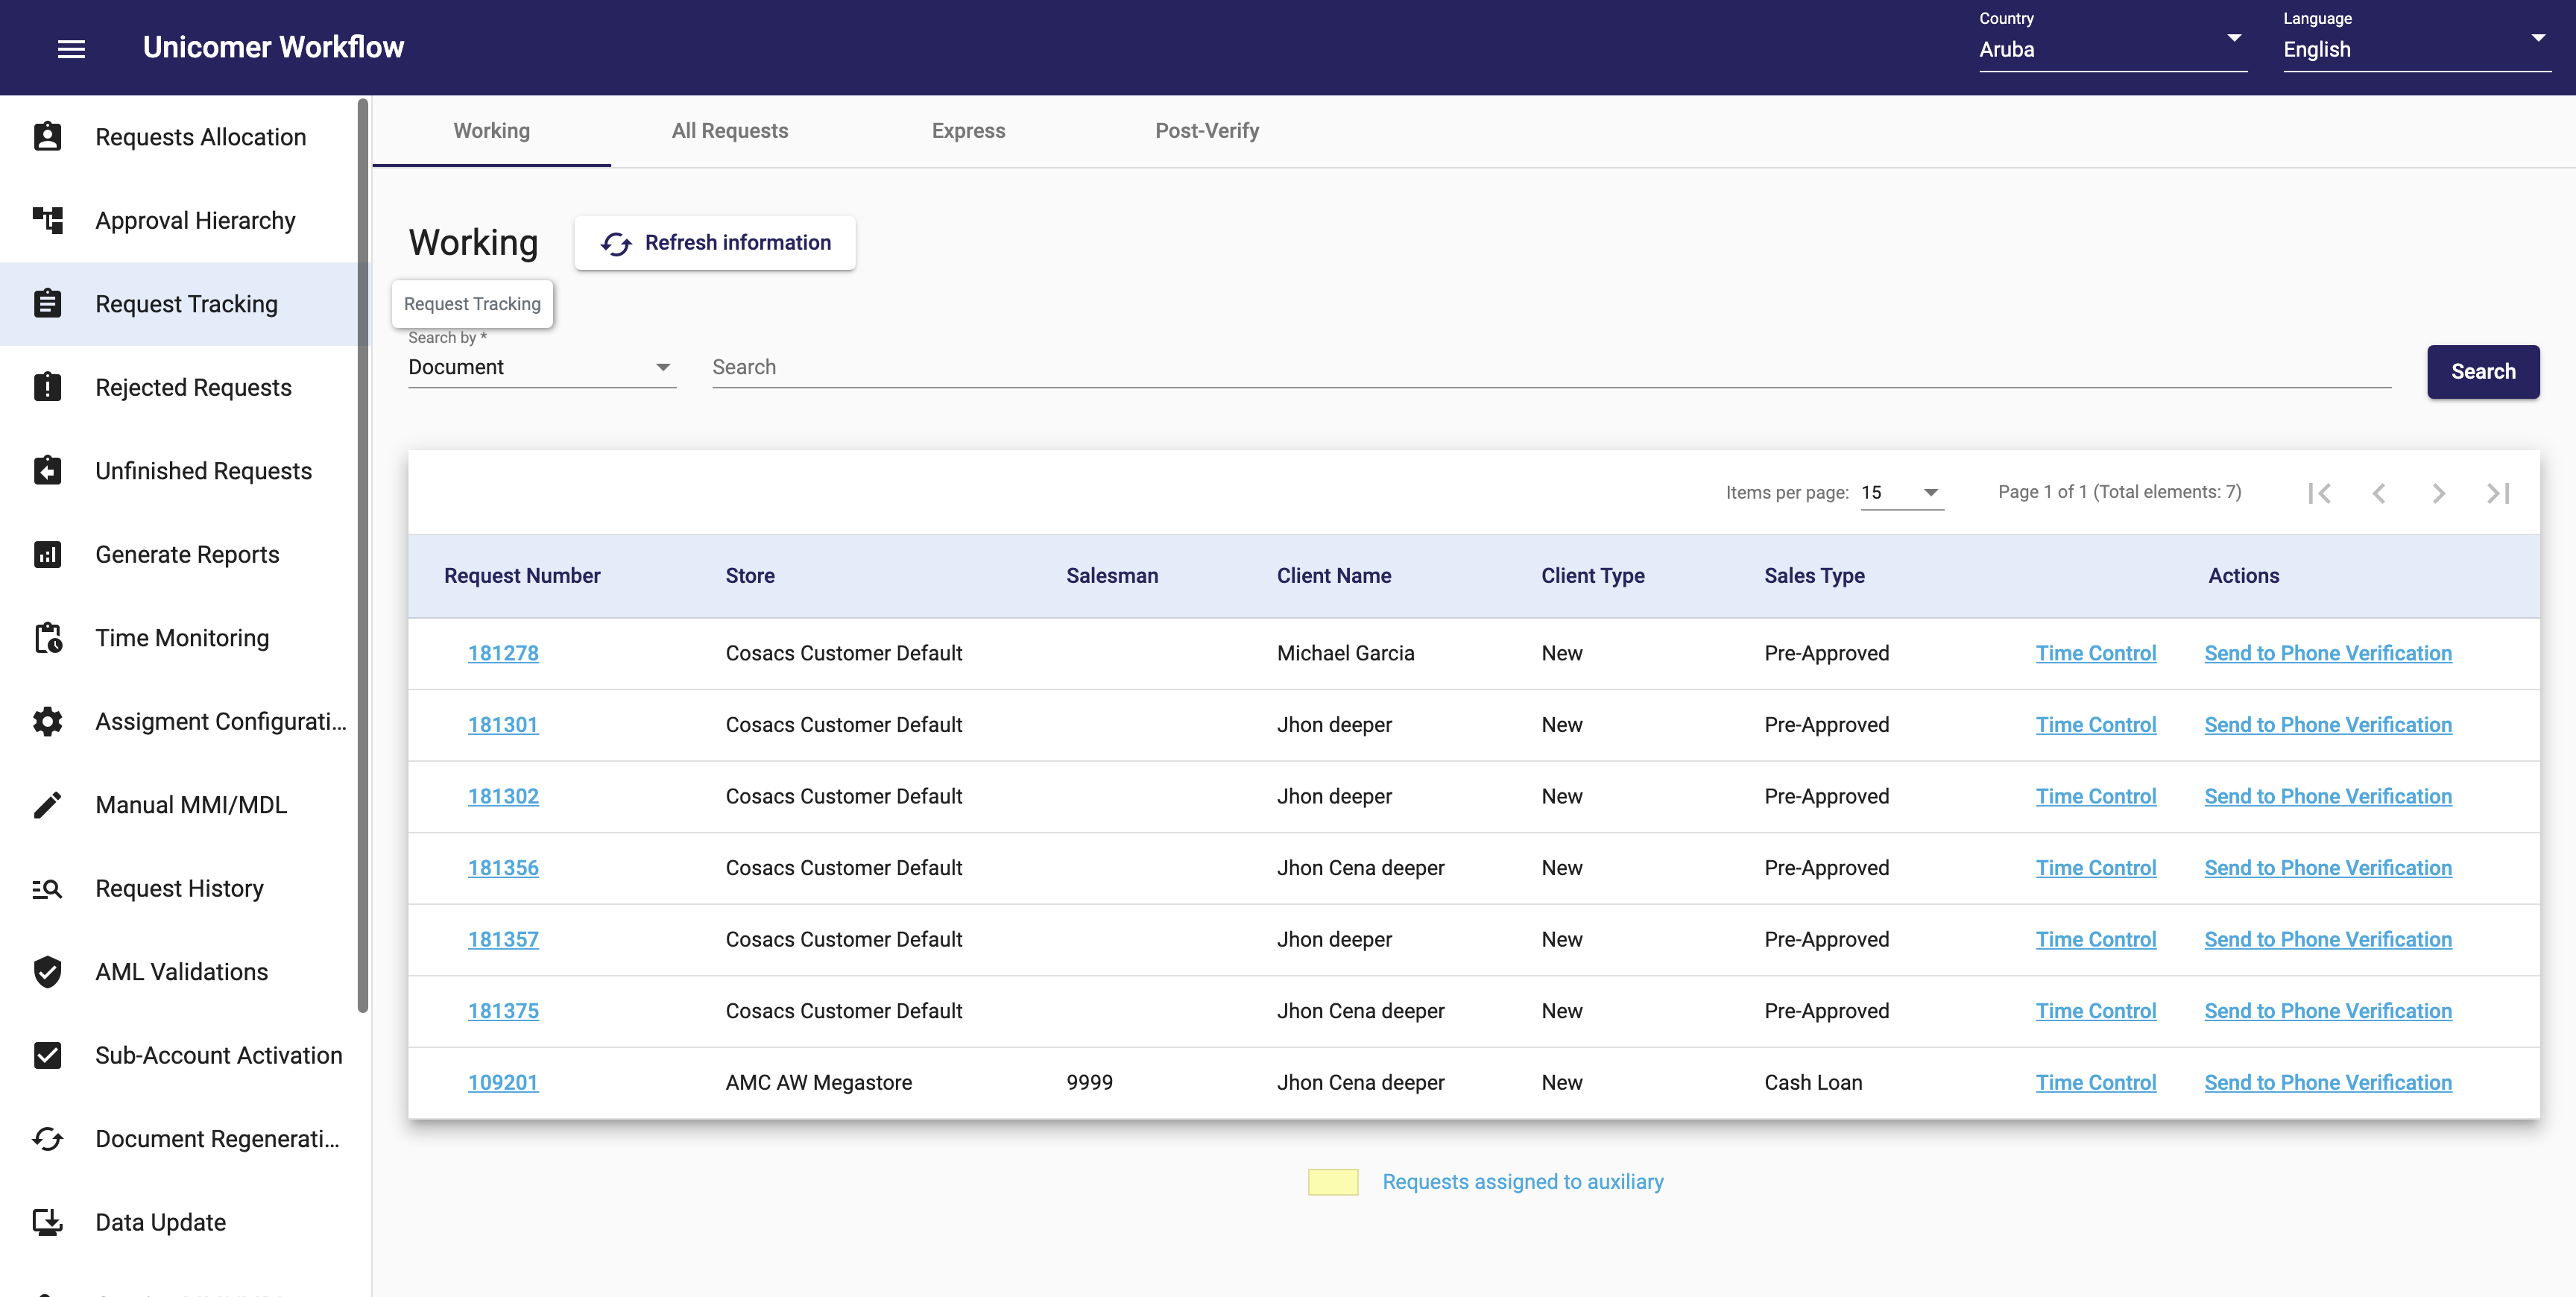 Unicomer Workflow
Country
Aruba
Language
English
Requests Allocation
Approval Hierarchy
Request Tracking
Rejected Requests
Unfinished Requests
Generate Reports
Time Monitoring
Assigment Configurati...
Manual MMI/MDL
Request History
AML Validations
Sub-Account Activation
Document Regenerati...
Data Update
Working All Requests Express Post-Verify
Working
Refresh information
Request Tracking
Search by *
Document
Search
Search
Items per page: 15 Page 1 of 1 (Total elements: 7)
Request Number Store Salesman Client Name Client Type Sales Type Actions
181278 Cosacs Customer Default Michael Garcia New Pre-Approved Time Control Send to Phone Verification
181301 Cosacs Customer Default Jhon deeper New Pre-Approved Time Control Send to Phone Verification
181302 Cosacs Customer Default Jhon deeper New Pre-Approved Time Control Send to Phone Verification
181356 Cosacs Customer Default Jhon Cena deeper New Pre-Approved Time Control Send to Phone Verification
181357 Cosacs Customer Default Jhon deeper New Pre-Approved Time Control Send to Phone Verification
181375 Cosacs Customer Default Jhon Cena deeper New Pre-Approved Time Control Send to Phone Verification
109201 AMC AW Megastore 9999 Jhon Cena deeper New Cash Loan Time Control Send to Phone Verification
Requests assigned to auxiliary